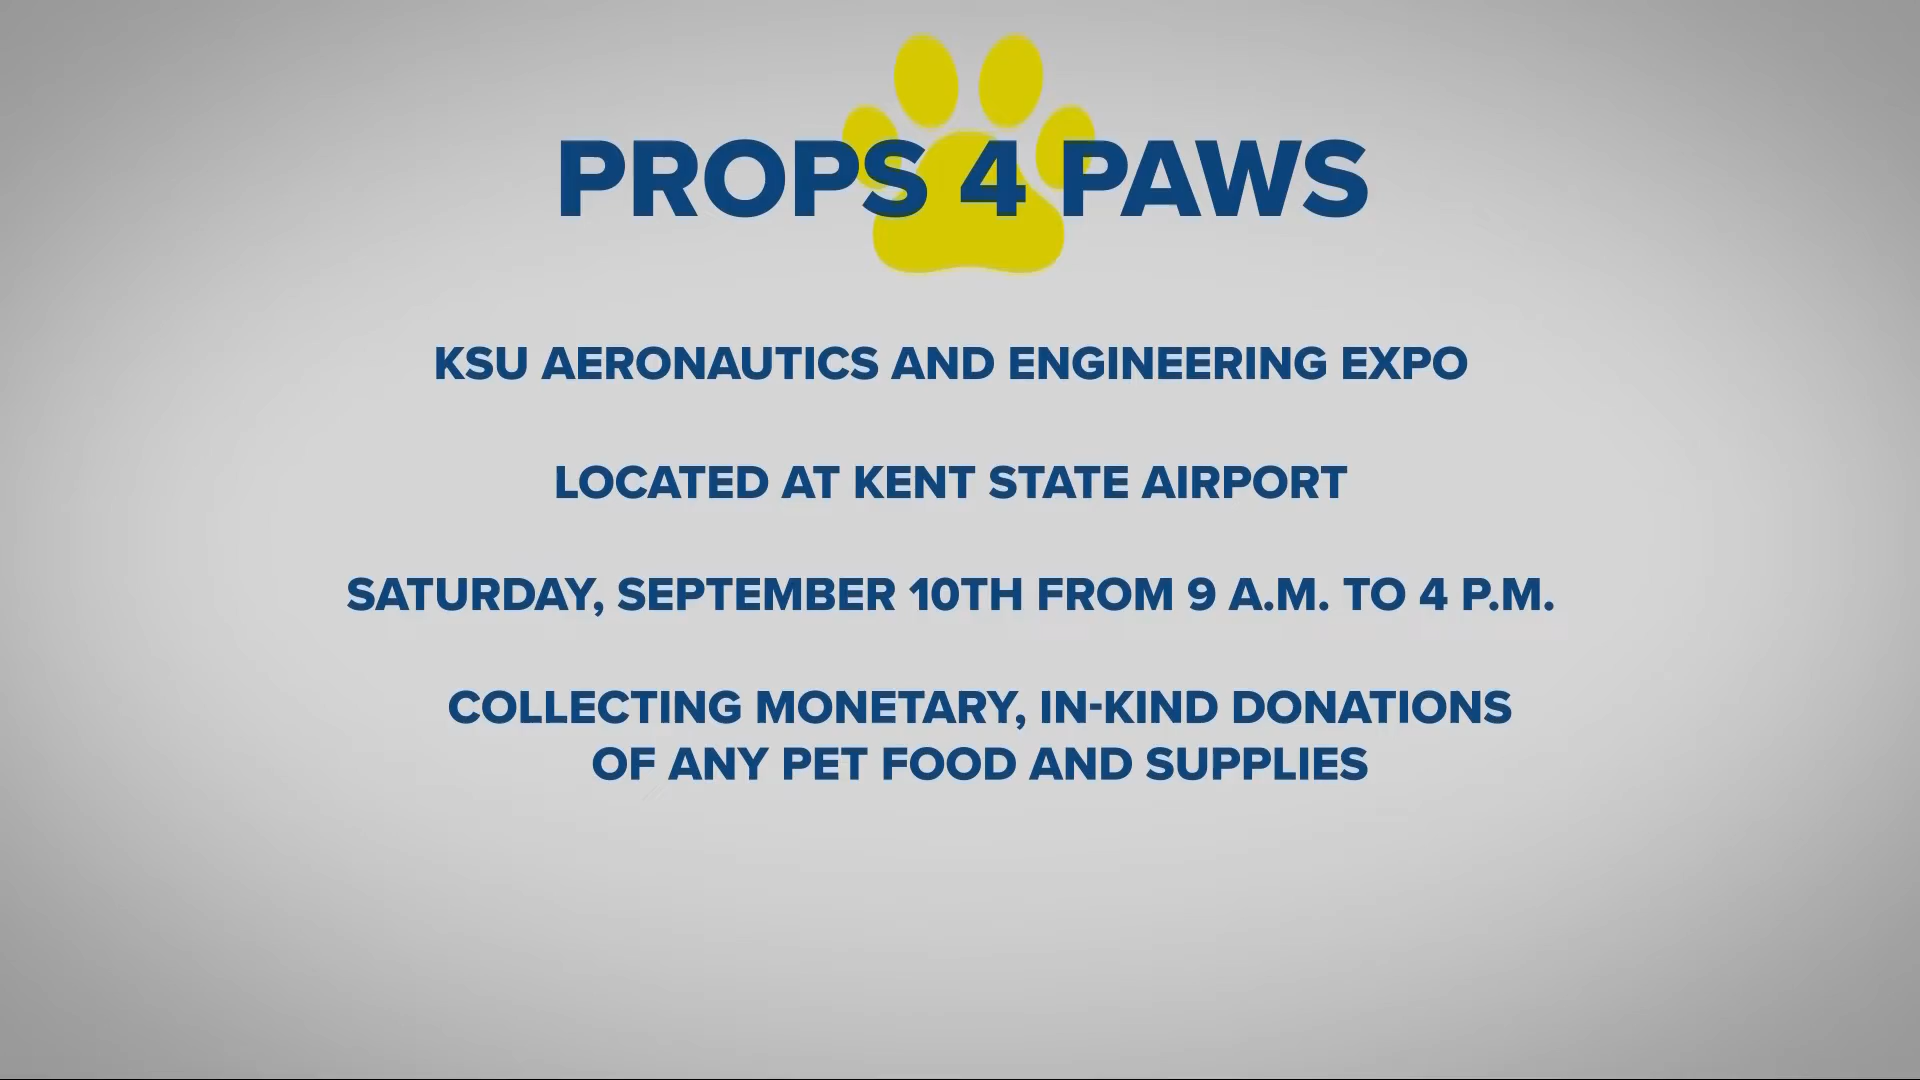 PROPS 4 PAWS
KSU AERONAUTICS AND ENGINEERING EXPO
LOCATED AT KENT STATE AIRPORT
SATURDAY, SEPTEMBER 10TH FROM 9 A.M. TO 4 P.M.
COLLECTING MONETARY, IN-KIND DONATIONS
OF ANY PET FOOD AND SUPPLIES